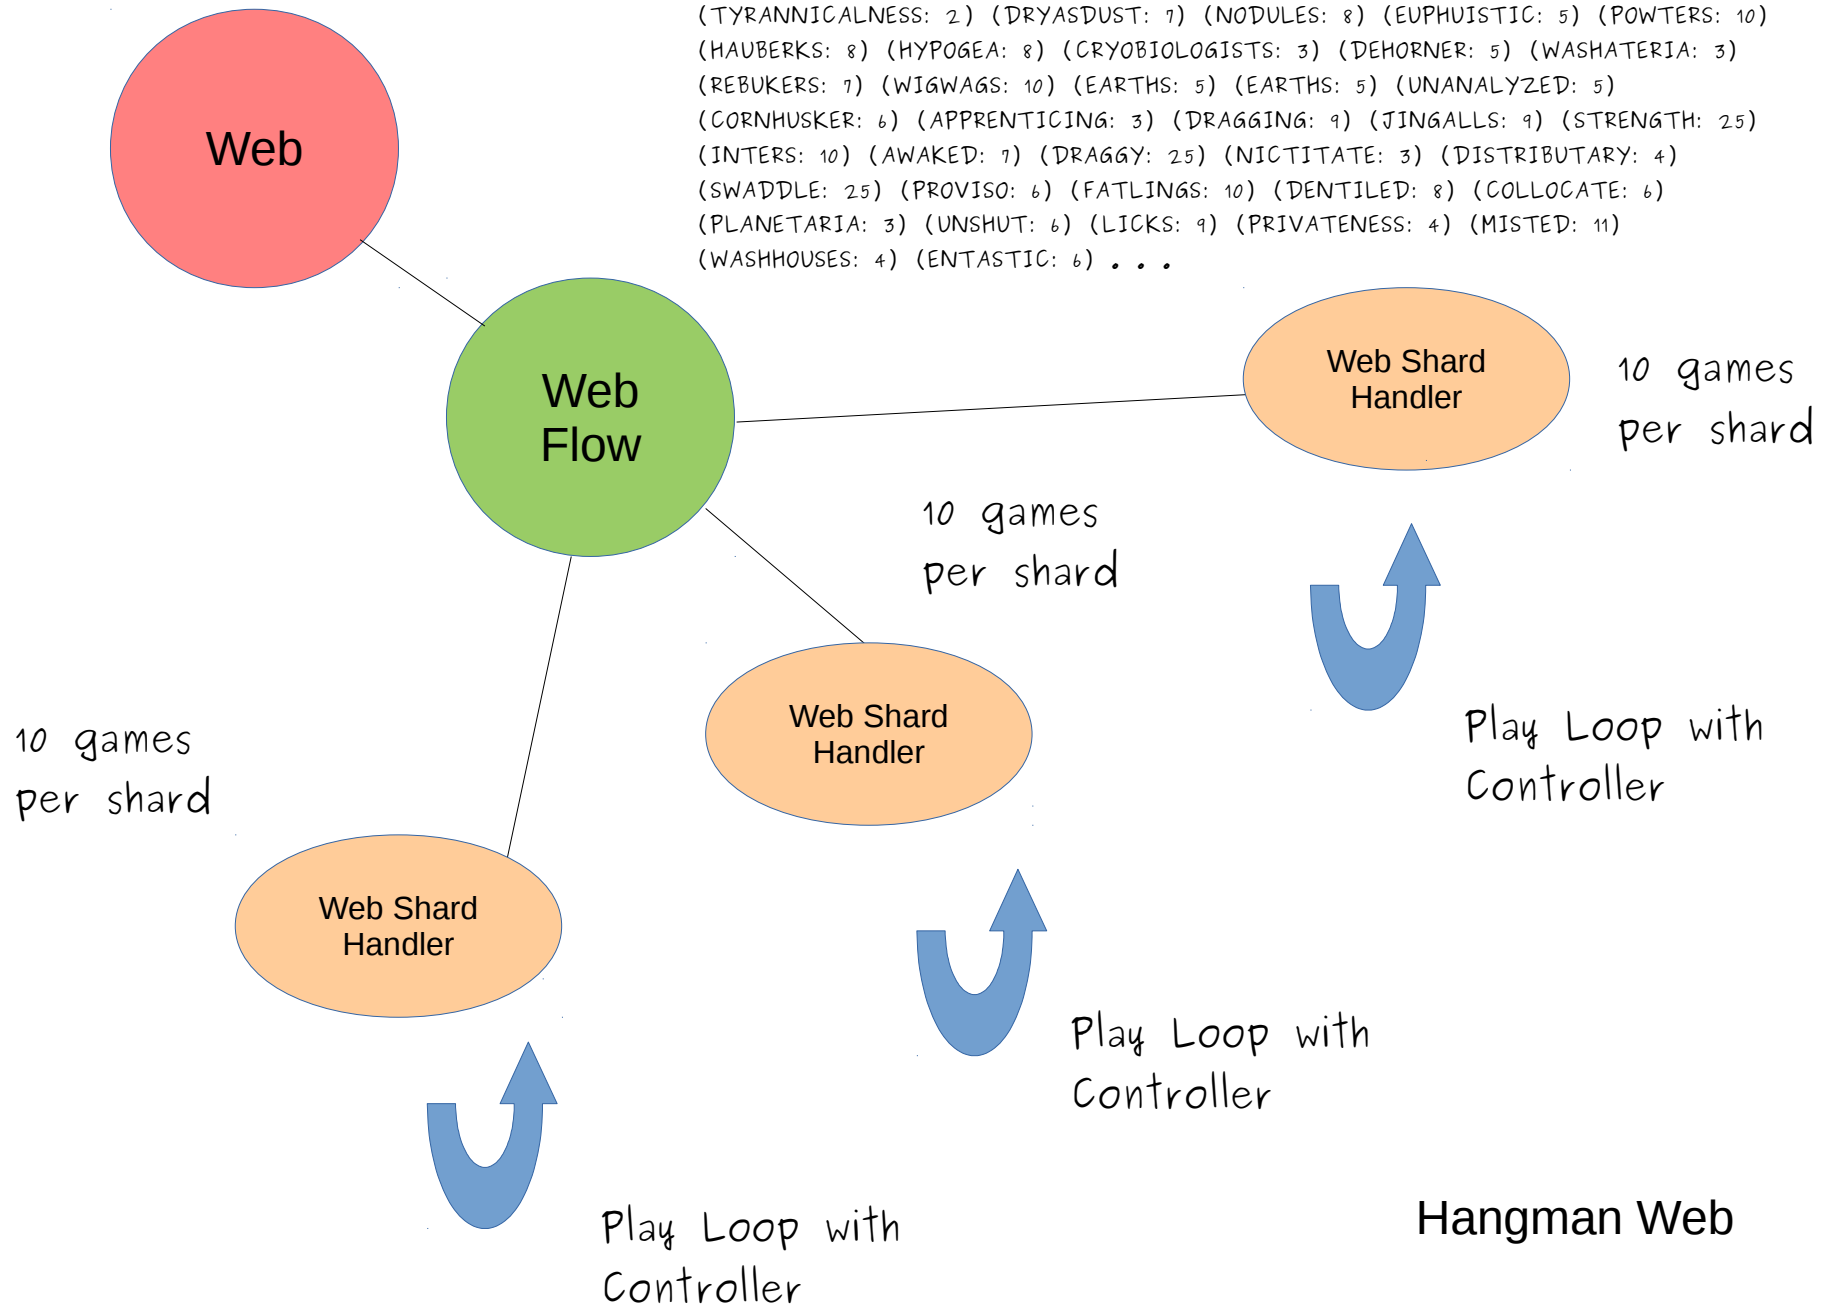 (TYRANNICALNESS: 2) (DRYASDUST: 7) (NODULES: 8) (EUPHUISTIC: 5) (POWTERS: 10)
(HAUBERKS: 8) (HYPOGEA: 8) (CRYOBIOLOGISTS: 3) (DEHORNER: 5) (WASHATERIA: 3)
(REBUKERS: 7) (WIGWAGS: 10) (EARTHS: 5) (EARTHS: 5) (UNANALYZED: 5)
(CORNHUSKER: 6) (APPRENTICING: 3) (DRAGGING: 9) (JINGALLS: 9) (STRENGTH: 25)
(INTERS: 10) (AWAKED: 7) (DRAGGY: 25) (NICTITATE: 3) (DISTRIBUTARY: 4)
(SWADDLE: 25) (PROVISO: 6) (FATLINGS: 10) (DENTILED: 8) (COLLOCATE: 6)
(PLANETARIA: 3) (UNSHUT: 6) (LICKS: 9) (PRIVATENESS: 4) (MISTED: 11)
(WASHHOUSES: 4) (ENTASTIC: 6) . . .
Web
Web
Flow
Web Shard
Handler
10 games
per shard
10 games
per shard
Web Shard
Handler
Play Loop with
Controller
10 games
per shard
Web Shard
Handler
Play Loop with
Controller
Play Loop with
Controller
Hangman Web